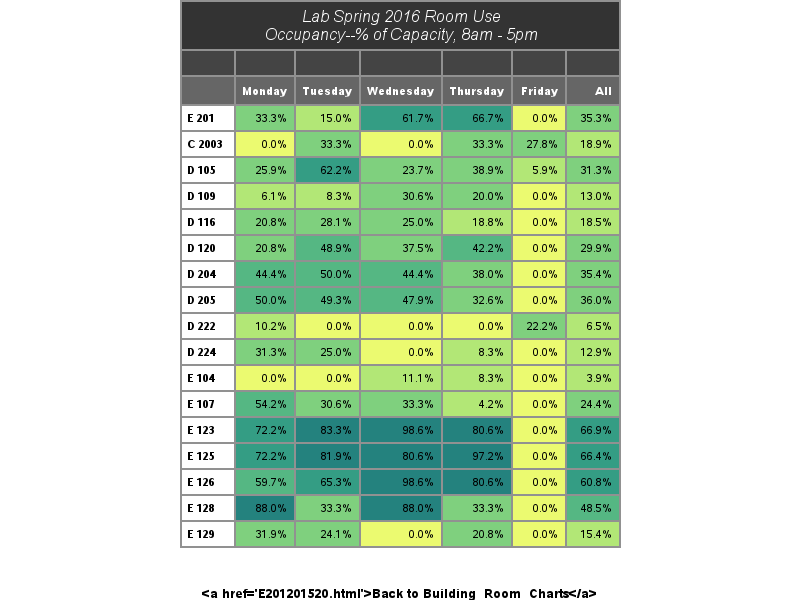 Lab Spring 2016 Room Use
Occupancy--% of Capacity, 8am - 5pm
Monday Tuesday Wednesday Thursday Friday All
E 201 33.3% 15.0% 61.7% 66.7% 0.0% 35.3%
C 2003 0.0% 33.3% 0.0% 33.3% 27.8% 18.9%
D 105 25.9% 62.2% 23.7% 38.9% 5.9% 31.3%
D 109 6.1% 8.3% 30.6% 20.0% 0.0% 13.0%
D 116 20.8% 28.1% 25.0% 18.8% 0.0% 18.5%
D 120 20.8% 48.9% 37.5% 42.2% 0.0% 29.9%
D 204 44.4% 50.0% 44.4% 38.0% 0.0% 35.4%
D 205 50.0% 49.3% 47.9% 32.6% 0.0% 36.0%
D 222 10.2% 0.0% 0.0% 0.0% 22.2% 6.5%
D 224 31.3% 25.0% 0.0% 8.3% 0.0% 12.9%
E 104 0.0% 0.0% 11.1% 8.3% 0.0% 3.9%
E 107 54.2% 30.6% 33.3% 4.2% 0.0% 24.4%
E 123 72.2% 83.3% 98.6% 80.6% 0.0% 66.9%
E 125 72.2% 81.9% 80.6% 97.2% 0.0% 66.4%
E 126 59.7% 65.3% 98.6% 80.6% 0.0% 60.8%
E 128 88.0% 33.3% 88.0% 33.3% 0.0% 48.5%
E 129 31.9% 24.1% 0.0% 20.8% 0.0% 15.4%
<a href='E201201520.html'>Back to Building_Room_Charts</a>